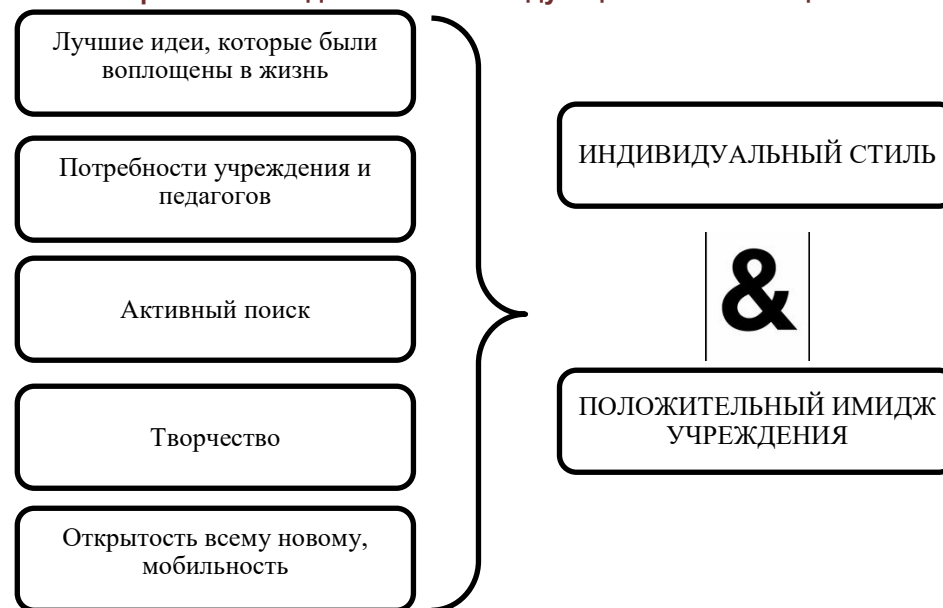 Лучшие идеи, которые были
воплощены в жизнь
Потребности учреждения и
педагогов
Активный поиск
Творчество
Открытость всему новому,
мобильность
ИНДИВИДУАЛЬНЫЙ СТИЛЬ
&
ПОЛОЖИТЕЛЬНЫЙ ИМИДЖ
УЧРЕЖДЕНИЯ